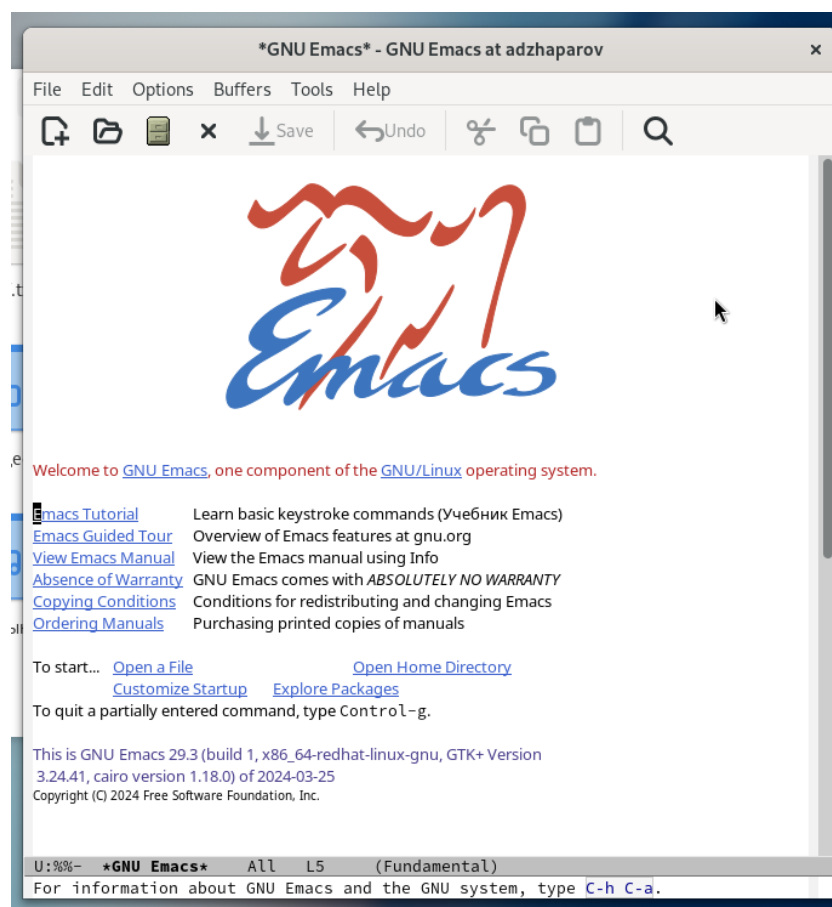 *GNU Emacs* - GNU Emacs at adzhaparov ×
File Edit Options Buffers Tools Help
Save Undo
Emacs
Welcome to GNU Emacs, one component of the GNU/Linux operating system.
Emacs Tutorial Learn basic keystroke commands (Учебник Emacs)
Emacs Guided Tour Overview of Emacs features at gnu.org
View Emacs Manual View the Emacs manual using Info
Absence of Warranty GNU Emacs comes with ABSOLUTELY NO WARRANTY
Copying Conditions Conditions for redistributing and changing Emacs
Ordering Manuals Purchasing printed copies of manuals
To start... Open a File Open Home Directory
Customize Startup Explore Packages
To quit a partially entered command, type Control-g.
This is GNU Emacs 29.3 (build 1, x86_64-redhat-linux-gnu, GTK+ Version
3.24.41, cairo version 1.18.0) of 2024-03-25
Copyright (C) 2024 Free Software Foundation, Inc.
U:%%- *GNU Emacs* All L5 (Fundamental)
For information about GNU Emacs and the GNU system, type C-h C-a.